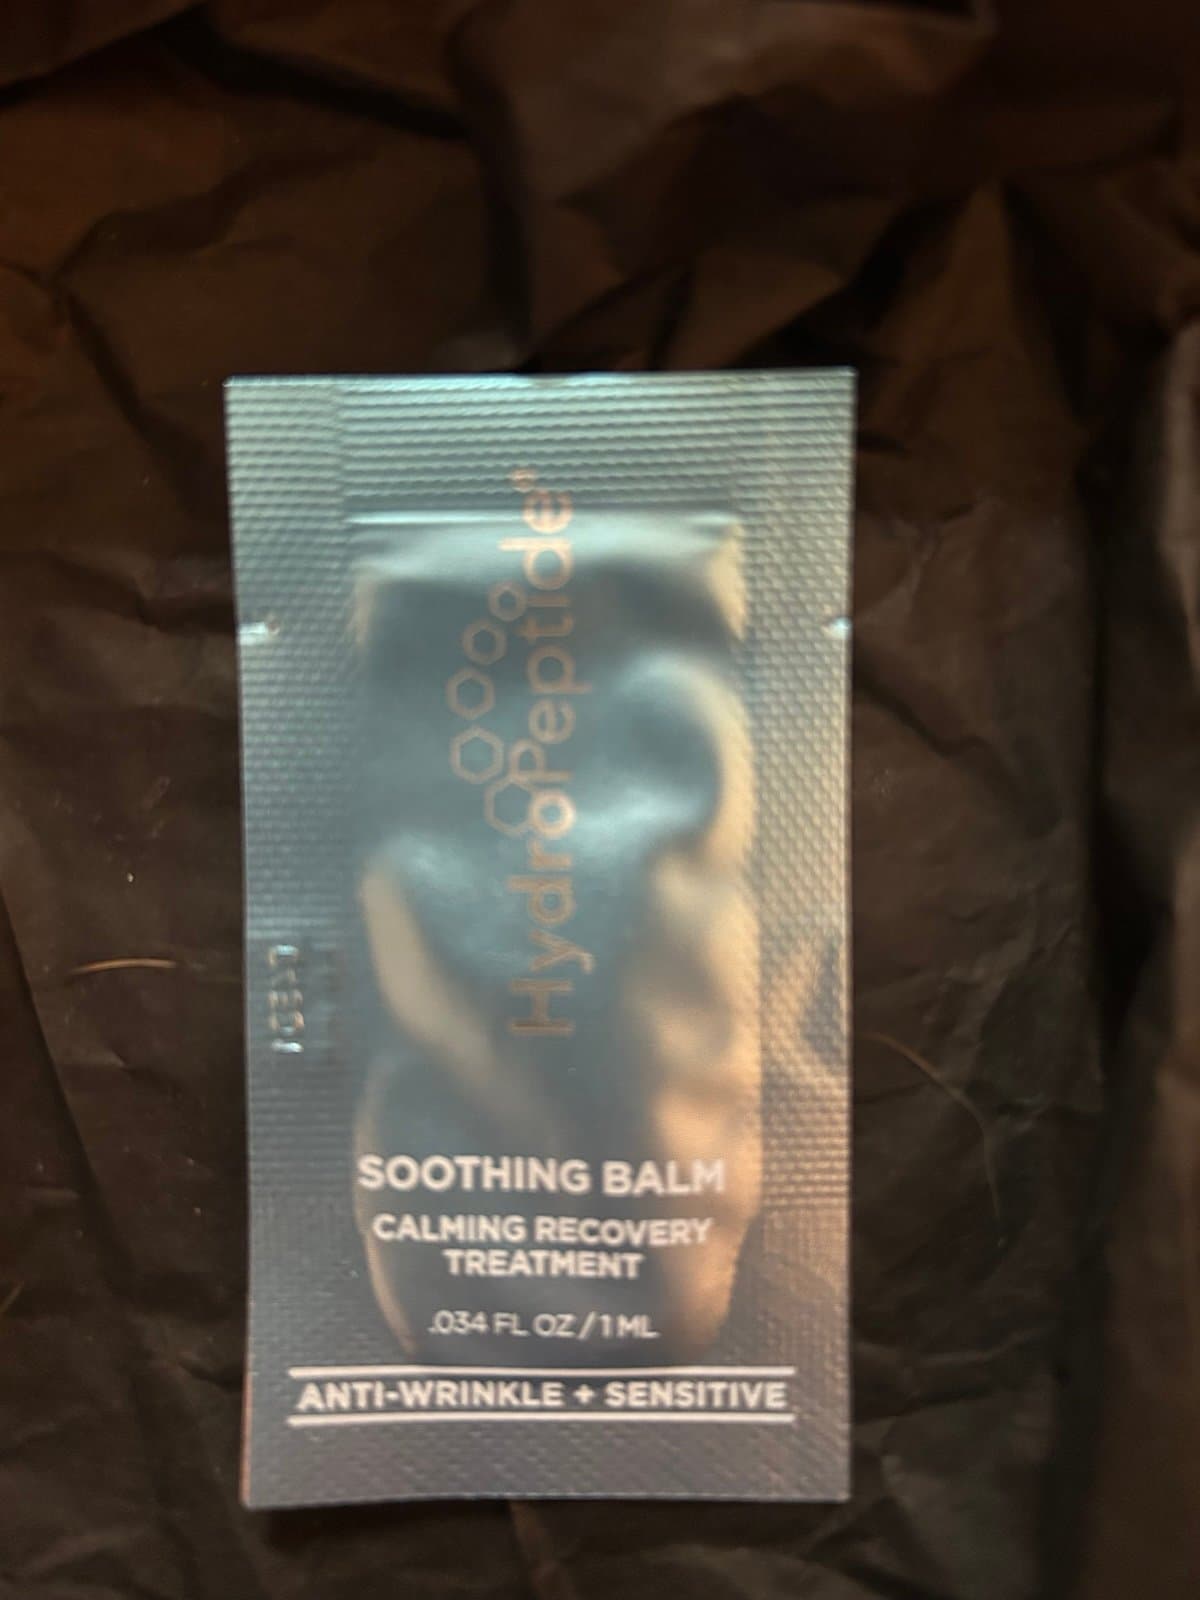 HydroPeptide®
SOOTHING BALM
CALMING RECOVERY
TREATMENT
.034 FL OZ/1 ML
ANTI-WRINKLE + SENSITIVE